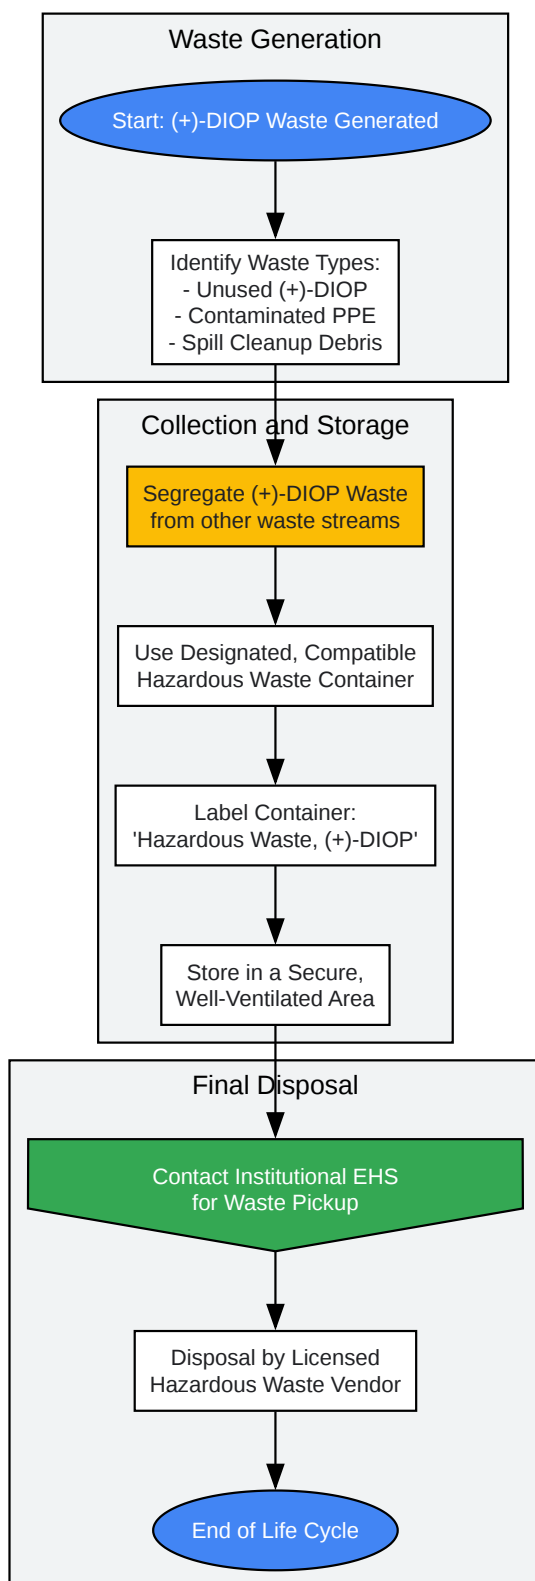 Waste Generation
Start: (+)-DIOP Waste Generated
Identify Waste Types:
- Unused (+)-DIOP
- Contaminated PPE
- Spill Cleanup Debris
Collection and Storage
Segregate (+)-DIOP Waste
from other waste streams
Use Designated, Compatible
Hazardous Waste Container
Label Container:
'Hazardous Waste, (+)-DIOP'
Store in a Secure,
Well-Ventilated Area
Final Disposal
Contact Institutional EHS
for Waste Pickup
Disposal by Licensed
Hazardous Waste Vendor
End of Life Cycle